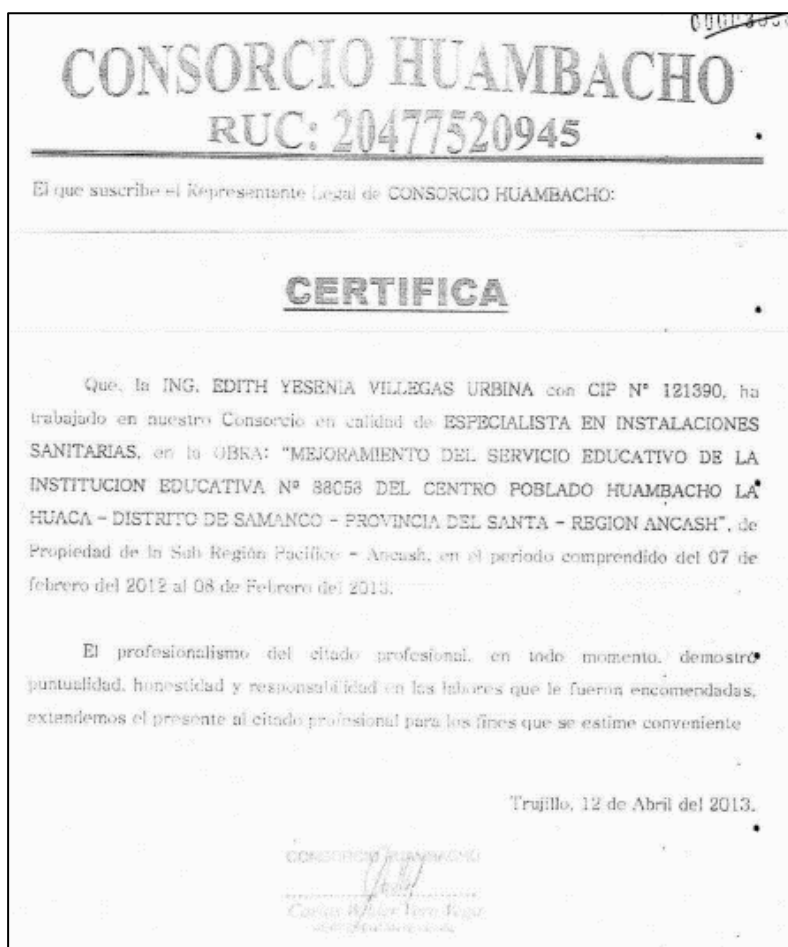 CONSORCIO HUAMBACHO
RUC: 20477520945
El que suscribe el Representante Legal de CONSORCIO HUAMBACHO:
CERTIFICA
Que, la ING. EDITH YESENIA VILLEGAS URBINA con CIP N° 121390, ha
trabajado en nuestro Consorcio en calidad de ESPECIALISTA EN INSTALACIONES
SANITARIAS, en la OBRA: "MEJORAMIENTO DEL SERVICIO EDUCATIVO DE LA
INSTITUCION EDUCATIVA Nº 88053 DEL CENTRO POBLADO HUAMBACHO LA
HUACA – DISTRITO DE SAMANCO – PROVINCIA DEL SANTA – REGION ANCASH", de
Propiedad de la Sub Región Pacífico – Ancash, en el periodo comprendido del 07 de
febrero del 2012 al 08 de Febrero del 2013.
El profesionalismo del citado profesional, en todo momento, demostró
puntualidad, honestidad y responsabilidad en las labores que le fueron encomendadas,
extendemos el presente al citado profesional para los fines que se estime conveniente
Trujillo, 12 de Abril del 2013.
CONSORCIO HUAMBACHO
Carlos Vero Vega